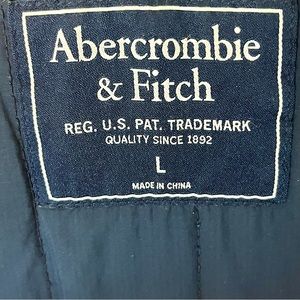 Abercrombie
& Fitch
REG. U.S. PAT. TRADEMARK
QUALITY SINCE 1892
L
MADE IN CHINA